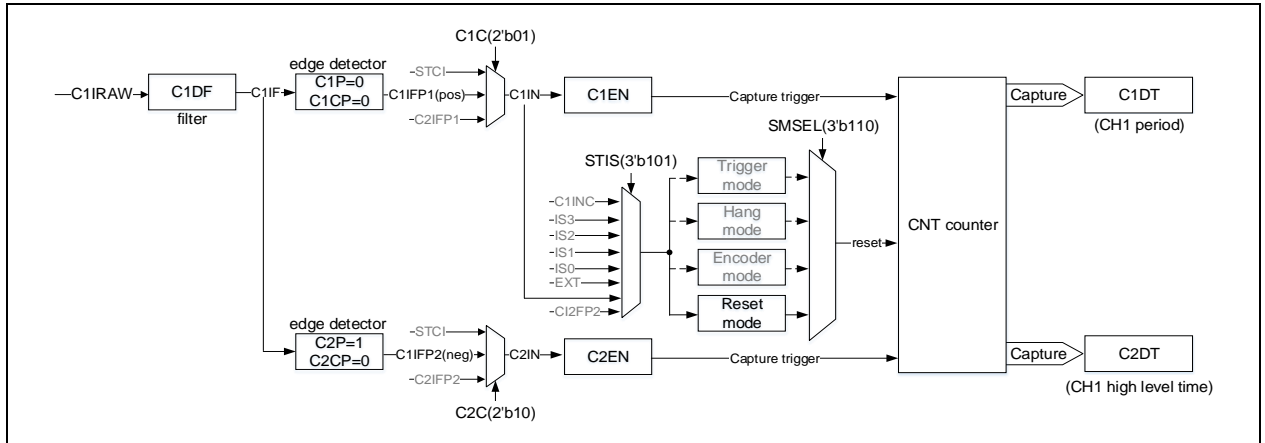 C1C(2'b01)
edge detector
C1IRAW
C1DF
filter
C1IF
C1P=0
C1CP=0
STCI
C1IFP1(pos)
C2IFP1
C1IN
C1EN
Capture trigger
Capture
C1DT
(CH1 period)
SMSEL(3'b110)
STIS(3'b101)
C1INC
IS3
IS2
IS1
IS0
EXT
CI2FP2
Trigger
mode
Hang
mode
Encoder
mode
Reset
mode
reset
CNT counter
edge detector
C2P=1
C2CP=0
STCI
C1IFP2(neg)
C2IFP2
C2IN
C2EN
Capture trigger
Capture
C2DT
(CH1 high level time)
C2C(2'b10)